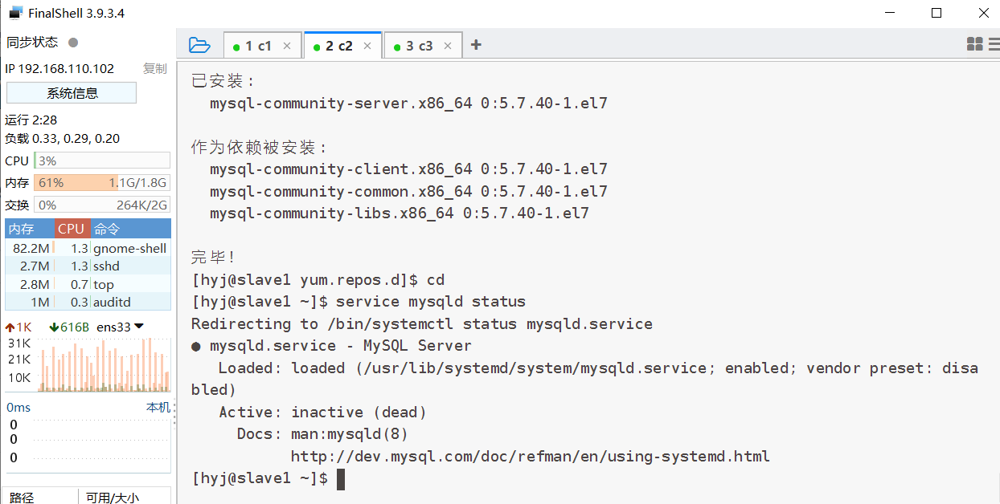 FinalShell 3.9.3.4
同步状态
IP 192.168.110.102 复制
系统信息
运行 2:28
负载 0.33, 0.29, 0.20
CPU 3%
内存 61% 1.1G/1.8G
交换 0% 264K/2G
内存 CPU 命令
82.2M 1.3 gnome-shell
2.7M 1.3 sshd
2.8M 0.7 top
1M 0.3 auditd
1K 616B ens33
31K
21K
10K
0ms 本机
0
0
0
路径 可用/大小
1 c1
2 c2
3 c3
已安装：
mysql-community-server.x86_64 0:5.7.40-1.el7
作为依赖被安装：
mysql-community-client.x86_64 0:5.7.40-1.el7
mysql-community-common.x86_64 0:5.7.40-1.el7
mysql-community-libs.x86_64 0:5.7.40-1.el7
完毕！
[hyj@slave1 yum.repos.d]$ cd
[hyj@slave1 ~]$ service mysqld status
Redirecting to /bin/systemctl status mysqld.service
● mysqld.service - MySQL Server
Loaded: loaded (/usr/lib/systemd/system/mysqld.service; enabled; vendor preset: disa
bled)
Active: inactive (dead)
Docs: man:mysqld(8)
http://dev.mysql.com/doc/refman/en/using-systemd.html
[hyj@slave1 ~]$